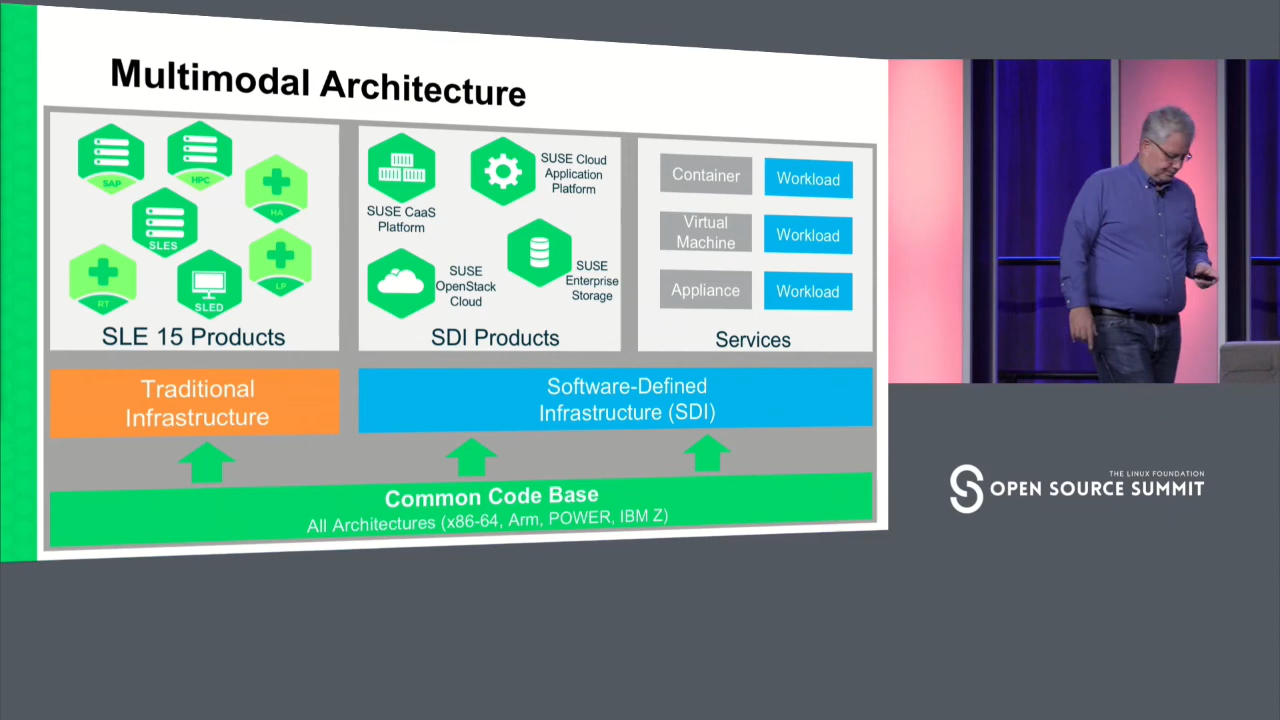 Multimodal Architecture
SAP
HPC
HA
SLES
RT
SLED
LP
SLE 15 Products
SUSE CaaS
Platform
SUSE Cloud
Application
Platform
SUSE
OpenStack
Cloud
SUSE
Enterprise
Storage
SDI Products
Container
Workload
Virtual
Machine
Workload
Appliance
Workload
Services
Traditional
Infrastructure
Software-Defined
Infrastructure (SDI)
Common Code Base
All Architectures (x86-64, Arm, POWER, IBM Z)
THE LINUX FOUNDATION
OPEN SOURCE SUMMIT